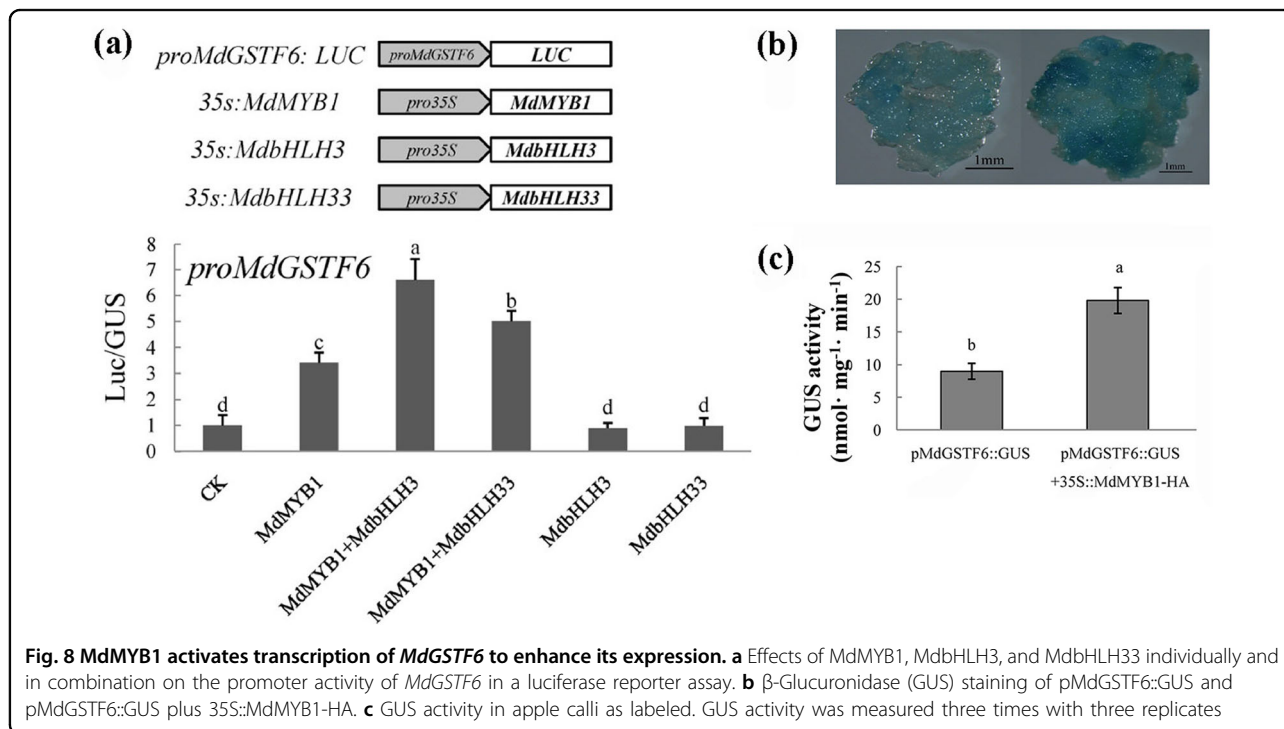 (a)
proMdGSTF6: LUC proMdGSTF6 LUC
35s:MdMYB1 pro35S MdMYB1
35s:MdbHLH3 pro35S MdbHLH3
35s:MdbHLH33 pro35S MdbHLH33
proMdGSTF6
Luc/GUS
8
7
6
5
4
3
2
1
0
d
c
a
b
d
d
CK
MdMYB1
MdMYB1+MdbHLH3
MdMYB1+MdbHLH33
MdbHLH3
MdbHLH33
(b)
1mm
1mm
(c)
GUS activity
(nmol· mg⁻¹· min⁻¹)
25
20
15
10
5
0
b
a
pMdGSTF6::GUS
pMdGSTF6::GUS
+35S::MdMYB1-HA
Fig. 8 MdMYB1 activates transcription of MdGSTF6 to enhance its expression. a Effects of MdMYB1, MdbHLH3, and MdbHLH33 individually and
in combination on the promoter activity of MdGSTF6 in a luciferase reporter assay. b β-Glucuronidase (GUS) staining of pMdGSTF6::GUS and
pMdGSTF6::GUS plus 35S::MdMYB1-HA. c GUS activity in apple calli as labeled. GUS activity was measured three times with three replicates